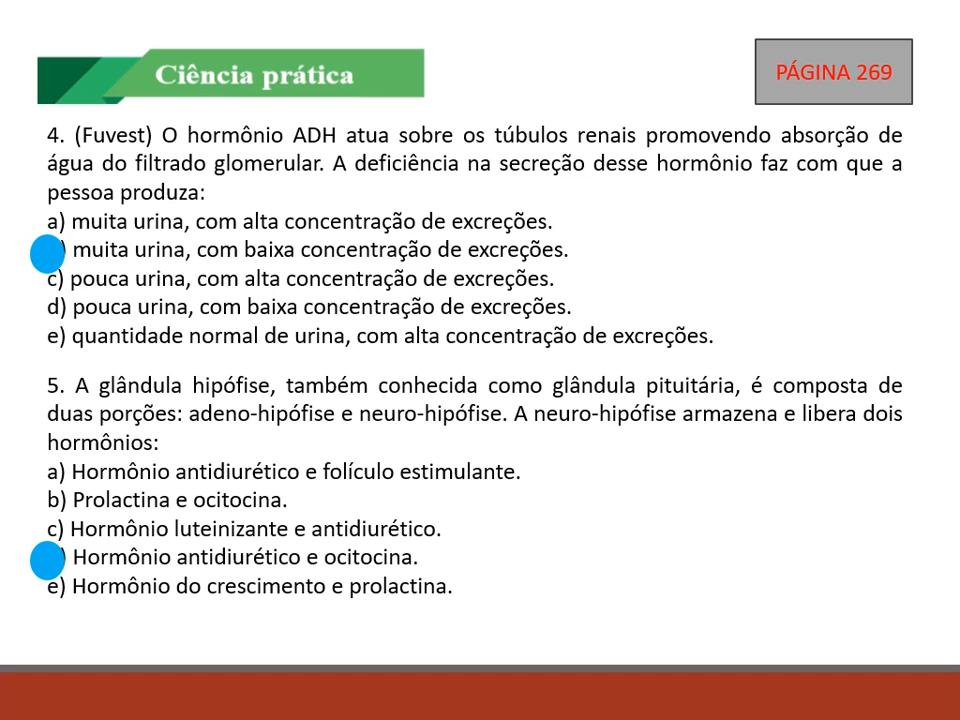 Ciência prática
PÁGINA 269
4. (Fuvest) O hormônio ADH atua sobre os túbulos renais promovendo absorção de
água do filtrado glomerular. A deficiência na secreção desse hormônio faz com que a
pessoa produza:
a) muita urina, com alta concentração de excreções.
) muita urina, com baixa concentração de excreções.
c) pouca urina, com alta concentração de excreções.
d) pouca urina, com baixa concentração de excreções.
e) quantidade normal de urina, com alta concentração de excreções.
5. A glândula hipófise, também conhecida como glândula pituitária, é composta de
duas porções: adeno-hipófise e neuro-hipófise. A neuro-hipófise armazena e libera dois
hormônios:
a) Hormônio antidiurético e folículo estimulante.
b) Prolactina e ocitocina.
c) Hormônio luteinizante e antidiurético.
) Hormônio antidiurético e ocitocina.
e) Hormônio do crescimento e prolactina.